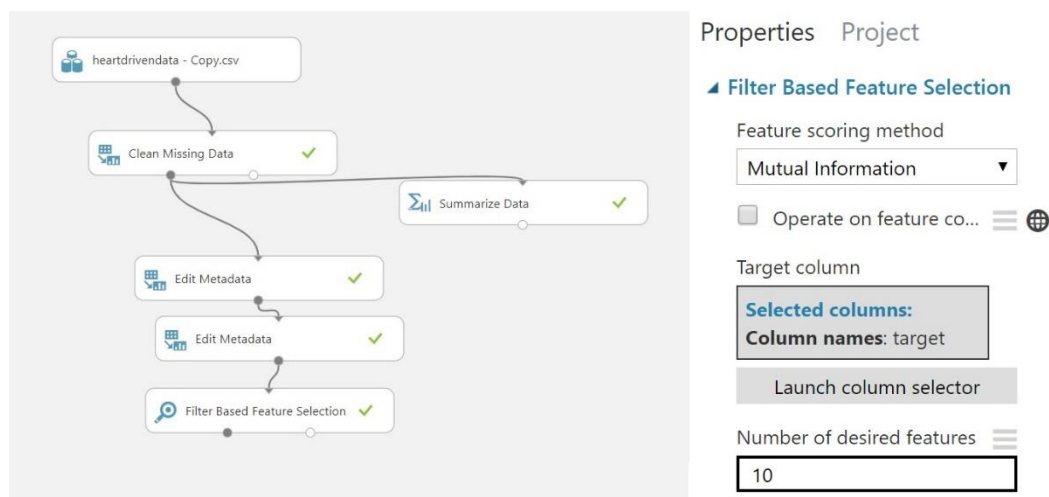 heartdrivendata - Copy.csv
Clean Missing Data
Summarize Data
Edit Metadata
Edit Metadata
Filter Based Feature Selection
Properties Project
Filter Based Feature Selection
Feature scoring method
Mutual Information
Operate on feature co...
Target column
Selected columns:
Column names: target
Launch column selector
Number of desired features
10